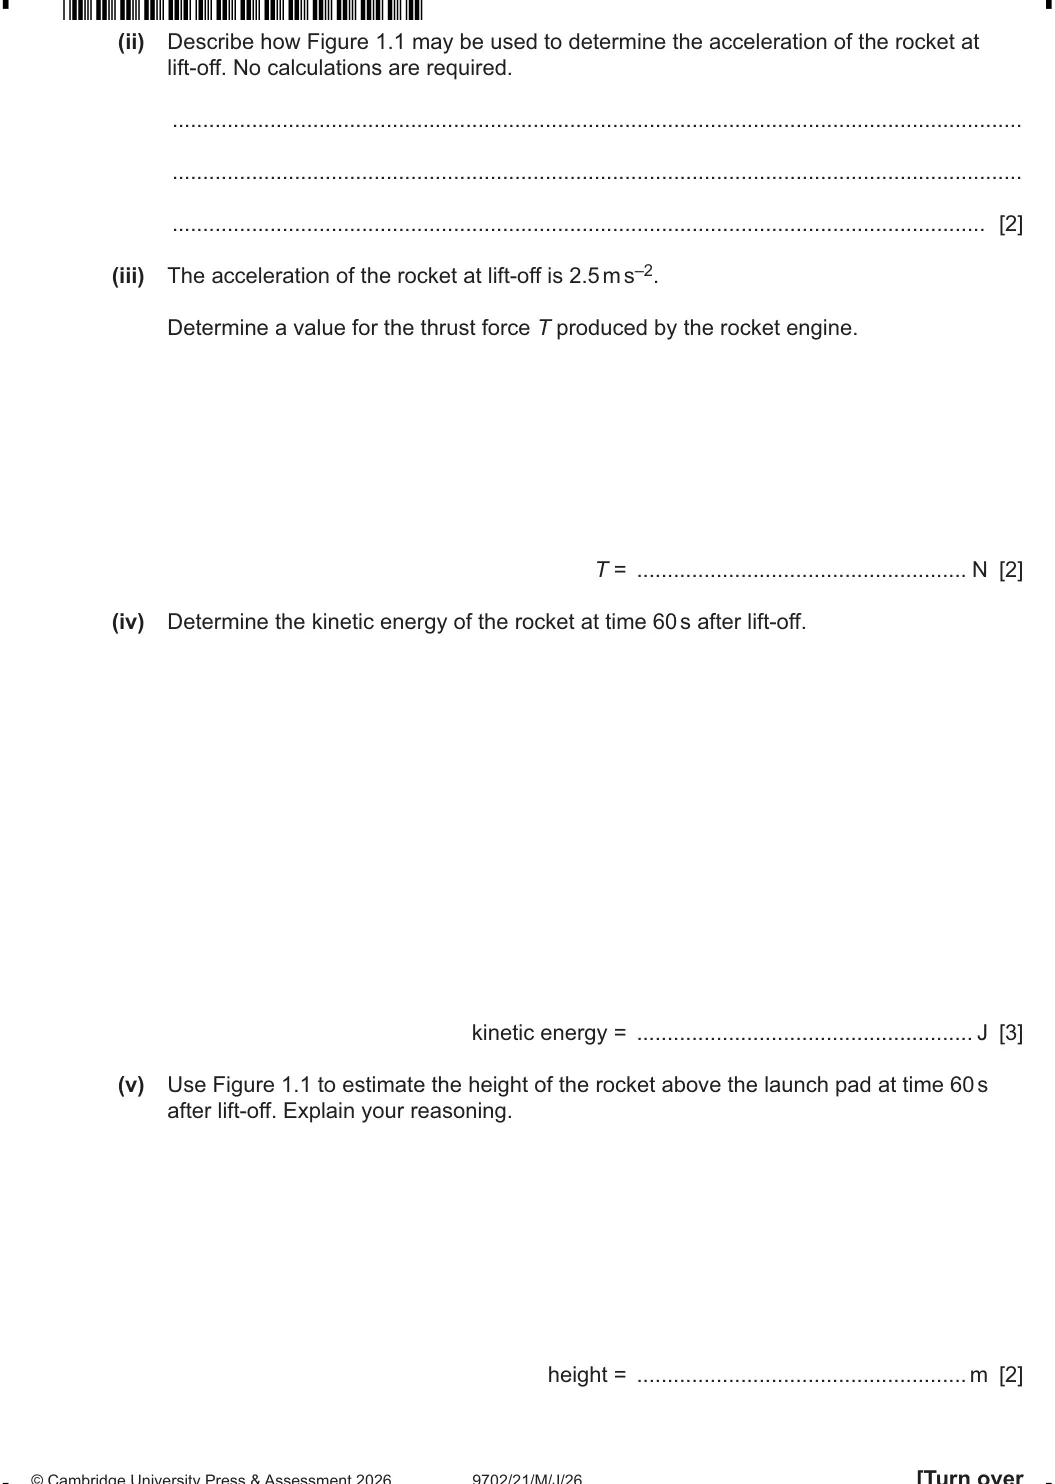 (ii) Describe how Figure 1.1 may be used to determine the acceleration of the rocket at
lift-off. No calculations are required.
..........................................................................................................................................
..........................................................................................................................................
.................................................................................................................................... [2]
(iii) The acceleration of the rocket at lift-off is 2.5 m s⁻².
Determine a value for the thrust force T produced by the rocket engine.
T = ...................................................... N [2]
(iv) Determine the kinetic energy of the rocket at time 60 s after lift-off.
kinetic energy = ....................................................... J [3]
(v) Use Figure 1.1 to estimate the height of the rocket above the launch pad at time 60 s
after lift-off. Explain your reasoning.
height = ...................................................... m [2]
© Cambridge University Press & Assessment 2026 9702/21/M/J/26 [Turn over